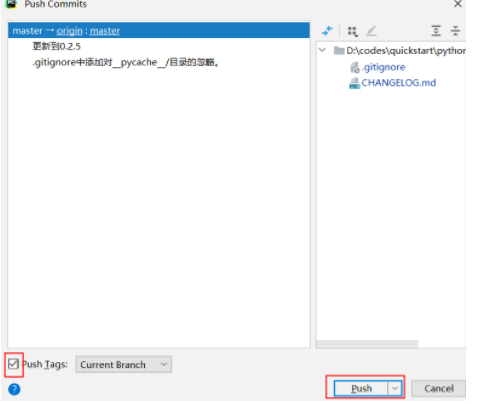 Push Commits
master → origin : master
更新到0.2.5
.gitignore中添加对__pycache__/目录的忽略。
D:\codes\quickstart\python
.gitignore
CHANGELOG.md
Push Tags: Current Branch
Push
Cancel